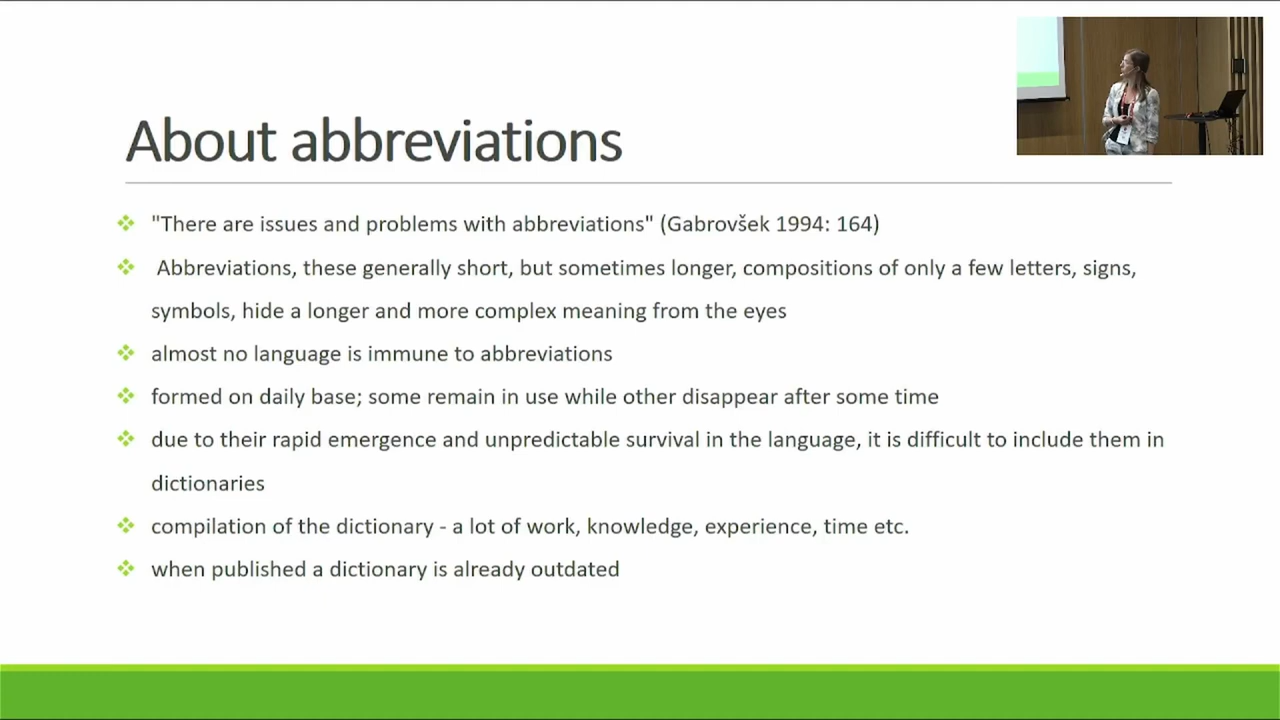 About abbreviations
"There are issues and problems with abbreviations" (Gabrovšek 1994: 164)
Abbreviations, these generally short, but sometimes longer, compositions of only a few letters, signs,
symbols, hide a longer and more complex meaning from the eyes
almost no language is immune to abbreviations
formed on daily base; some remain in use while other disappear after some time
due to their rapid emergence and unpredictable survival in the language, it is difficult to include them in
dictionaries
compilation of the dictionary - a lot of work, knowledge, experience, time etc.
when published a dictionary is already outdated